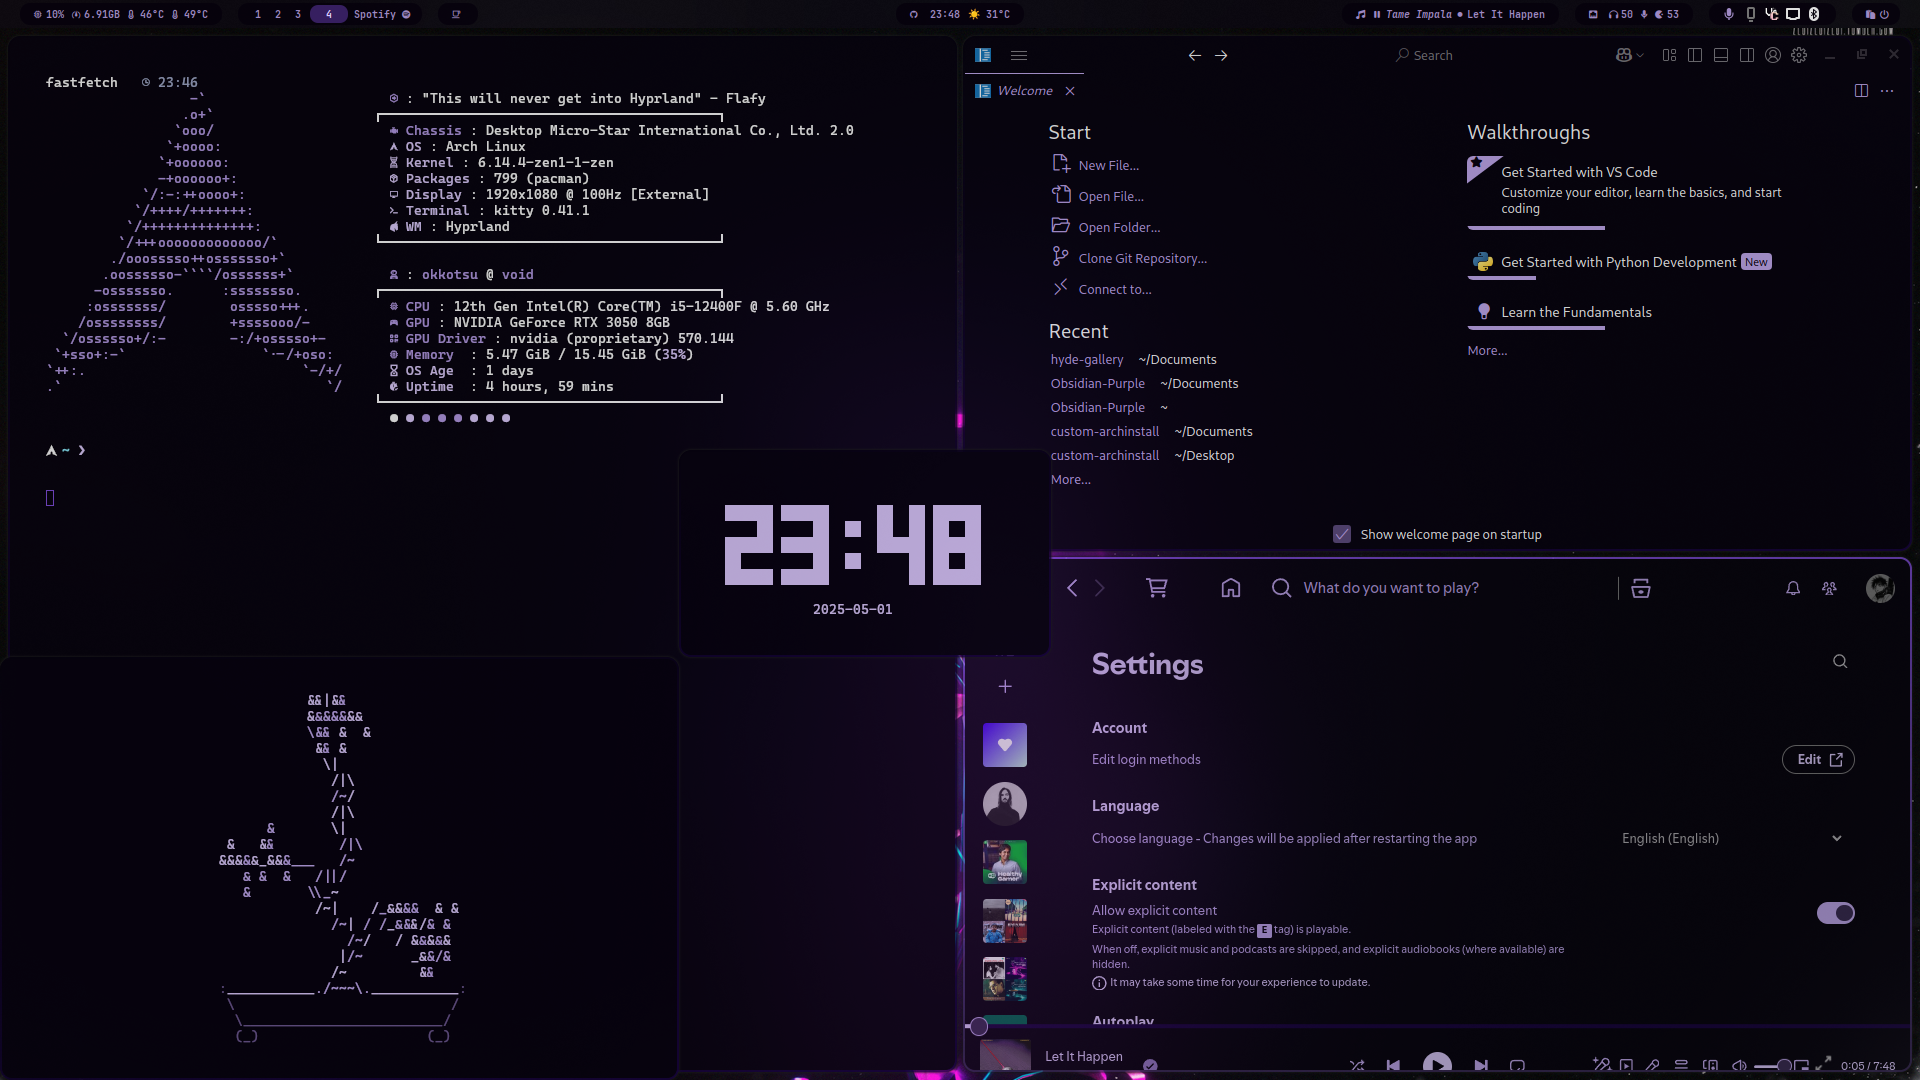 10% 6.91GB 46°C 49°C
1 2 3 4 Spotify
23:48 31°C
Tame Impala • Let It Happen
50 53
fastfetch 23:46
: "This will never get into Hyprland" - Flafy
Chassis : Desktop Micro-Star International Co., Ltd. 2.0
OS : Arch Linux
Kernel : 6.14.4-zen1-1-zen
Packages : 799 (pacman)
Display : 1920x1080 @ 100Hz [External]
Terminal : kitty 0.41.1
WM : Hyprland
: okkotsu @ void
CPU : 12th Gen Intel(R) Core(TM) i5-12400F @ 5.60 GHz
GPU : NVIDIA GeForce RTX 3050 8GB
GPU Driver : nvidia (proprietary) 570.144
Memory : 5.47 GiB / 15.45 GiB (35%)
OS Age : 1 days
Uptime : 4 hours, 59 mins
~ ❯
23:48
2025-05-01
Search
Welcome
Start
New File...
Open File...
Open Folder...
Clone Git Repository...
Connect to...
Recent
hyde-gallery ~/Documents
Obsidian-Purple ~/Documents
Obsidian-Purple ~
custom-archinstall ~/Documents
custom-archinstall ~/Desktop
More...
Walkthroughs
Get Started with VS Code
Customize your editor, learn the basics, and start
coding
Get Started with Python Development New
Learn the Fundamentals
More...
Show welcome page on startup
What do you want to play?
Settings
Account
Edit login methods
Edit
Language
Choose language - Changes will be applied after restarting the app
English (English)
Explicit content
Allow explicit content
Explicit content (labeled with the E tag) is playable.
When off, explicit music and podcasts are skipped, and explicit audiobooks (where available) are
hidden.
It may take some time for your experience to update.
Autoplay
Healthy
Gamer
Let It Happen
0:05 / 7:48